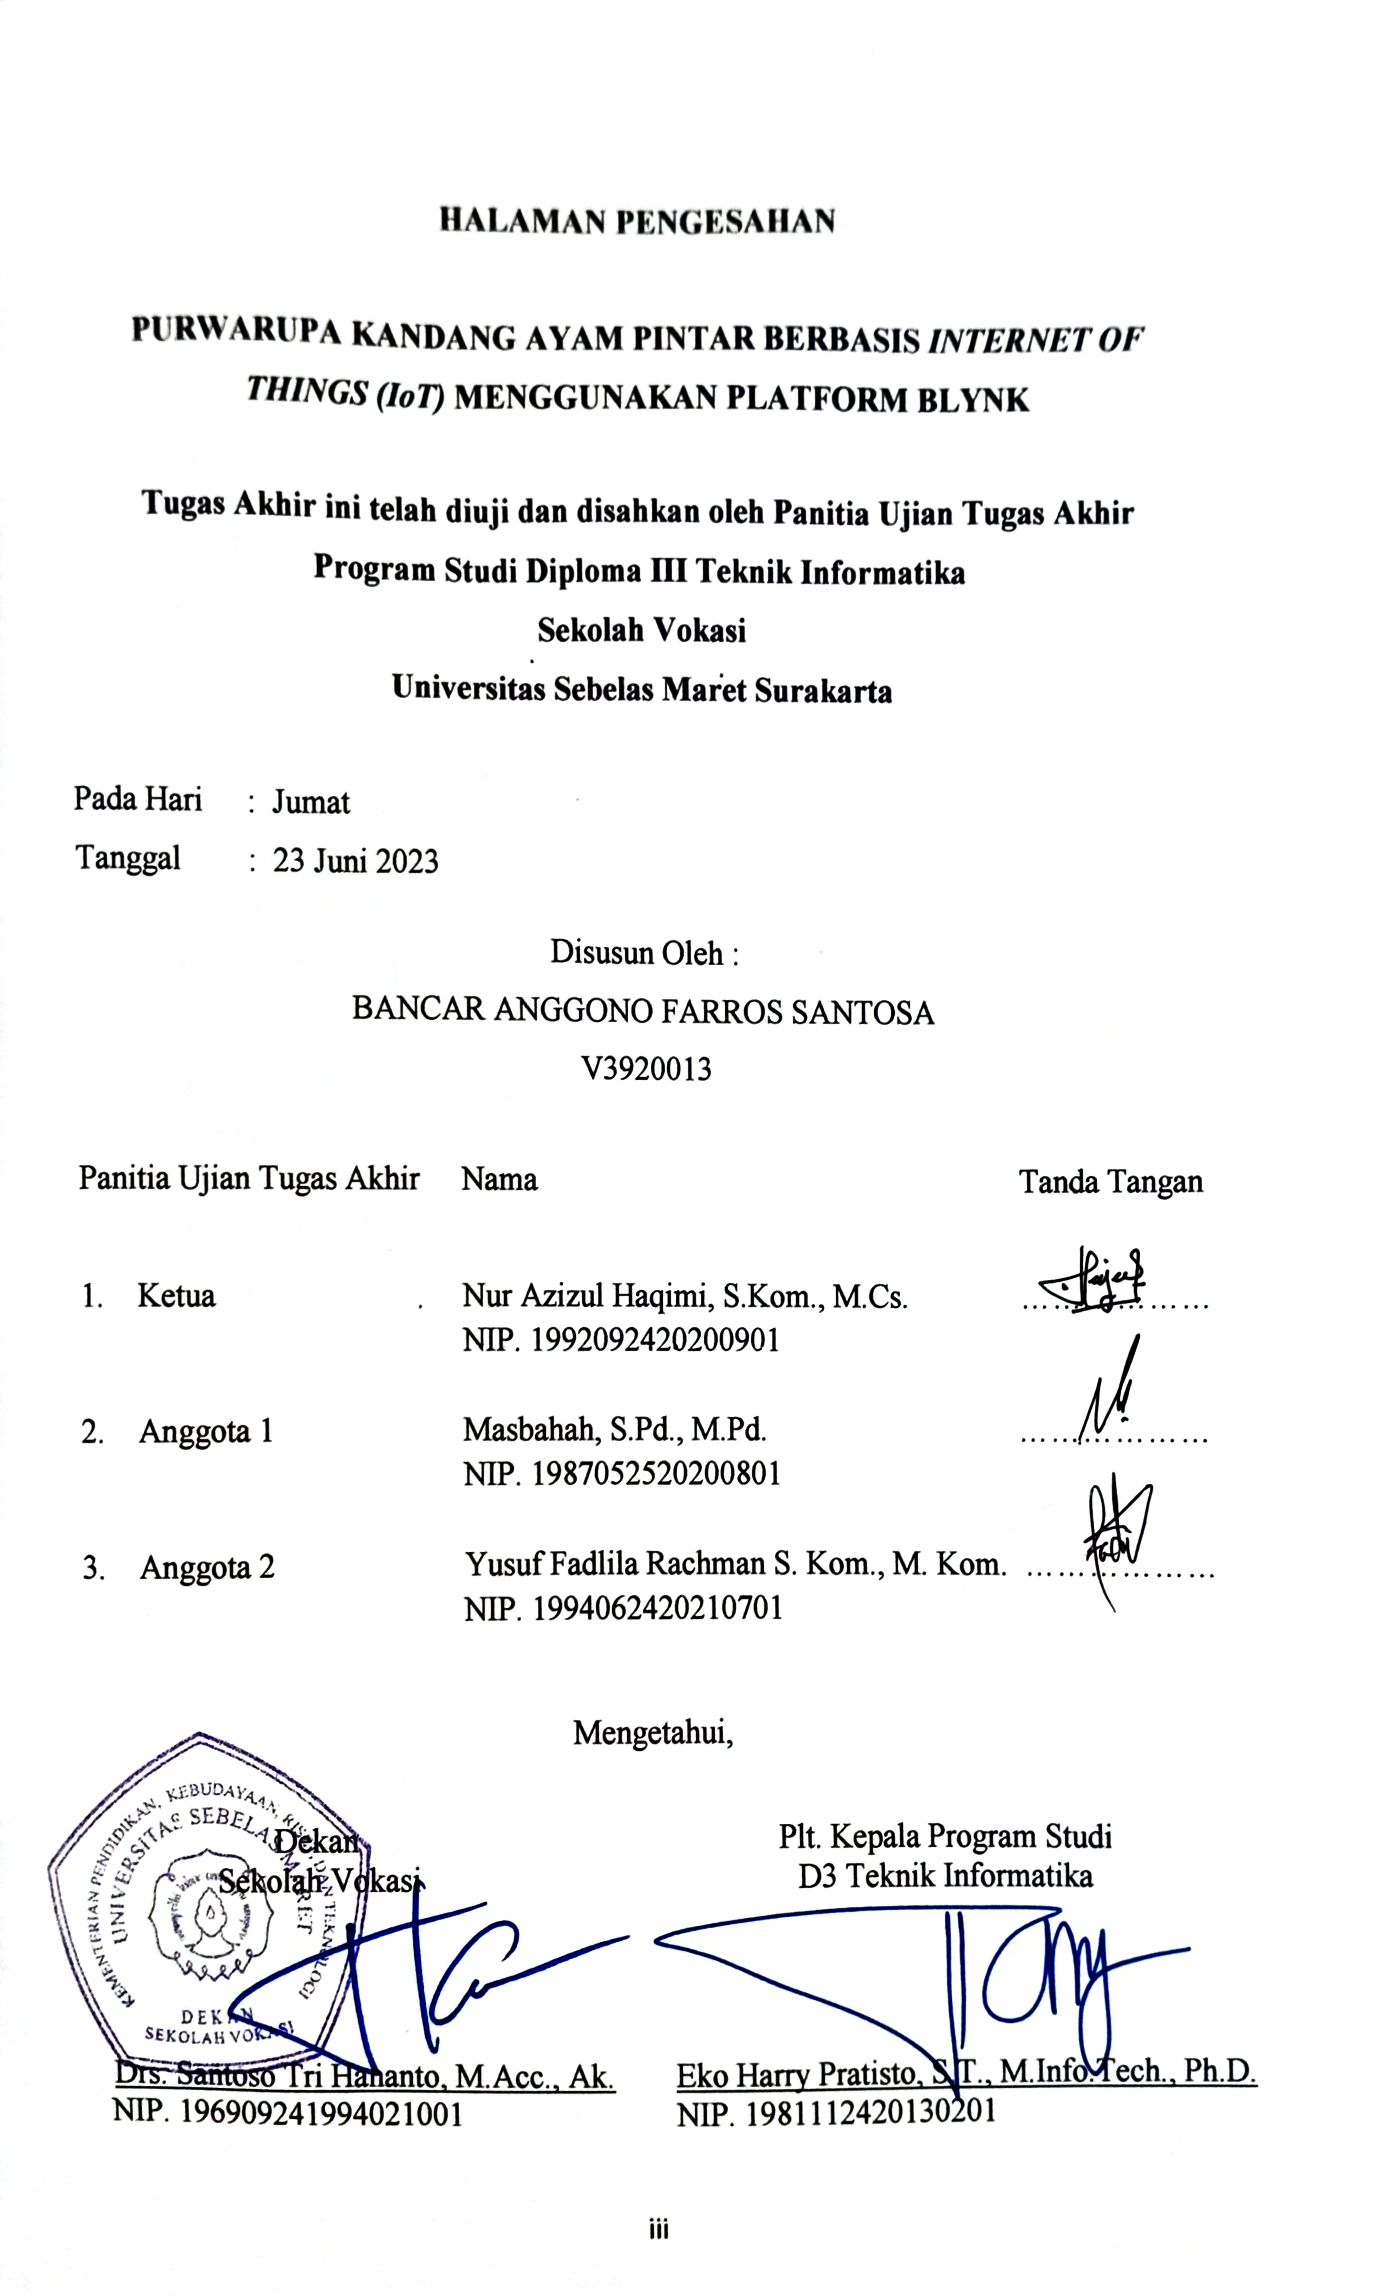 HALAMAN PENGESAHAN
PURWARUPA KANDANG AYAM PINTAR BERBASIS INTERNET OF
THINGS (IoT) MENGGUNAKAN PLATFORM BLYNK
Tugas Akhir ini telah diuji dan disahkan oleh Panitia Ujian Tugas Akhir
Program Studi Diploma III Teknik Informatika
Sekolah Vokasi
Universitas Sebelas Maret Surakarta
Pada Hari : Jumat
Tanggal : 23 Juni 2023
Disusun Oleh :
BANCAR ANGGONO FARROS SANTOSA
V3920013
Panitia Ujian Tugas Akhir Nama Tanda Tangan
1. Ketua Nur Azizul Haqimi, S.Kom., M.Cs. ..................
NIP. 1992092420200901
2. Anggota 1 Masbahah, S.Pd., M.Pd. ..................
NIP. 1987052520200801
3. Anggota 2 Yusuf Fadlila Rachman S. Kom., M. Kom. ..................
NIP. 1994062420210701
Mengetahui,
Dekan
Sekolah Vokasi
Plt. Kepala Program Studi
D3 Teknik Informatika
KEMENTERIAN PENDIDIKAN, KEBUDAYAAN, RISET, DAN TEKNOLOGI
UNIVERSITAS SEBELAS MARET
DEKAN
SEKOLAH VOKASI
Drs. Santoso Tri Hananto, M.Acc., Ak.
NIP. 196909241994021001
Eko Harry Pratisto, S.T., M.Info.Tech., Ph.D.
NIP. 1981112420130201
iii